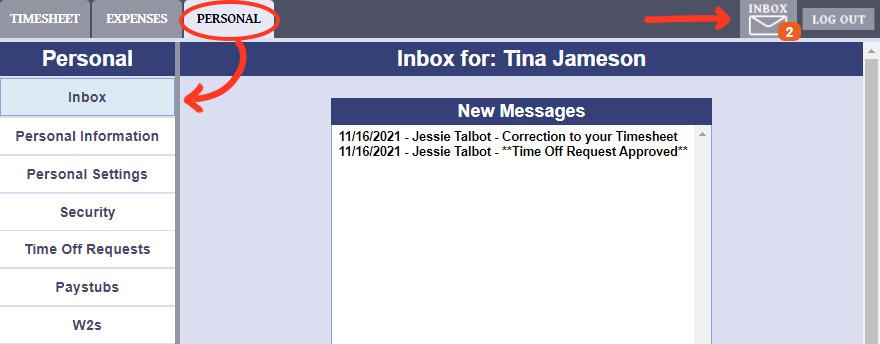 TIMESHEET
EXPENSES
PERSONAL
INBOX
2
LOG OUT
Personal
Inbox for: Tina Jameson
Inbox
Personal Information
Personal Settings
Security
Time Off Requests
Paystubs
W2s
New Messages
11/16/2021 - Jessie Talbot - Correction to your Timesheet
11/16/2021 - Jessie Talbot - **Time Off Request Approved**